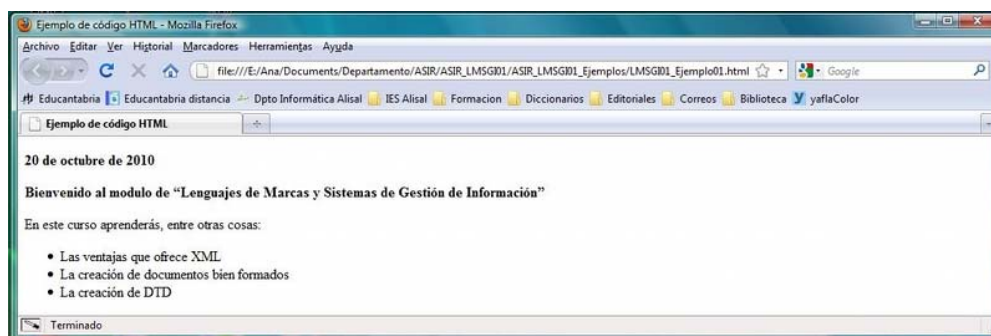 Ejemplo de código HTML - Mozilla Firefox
Archivo Editar Ver Historial Marcadores Herramientas Ayuda
file:///E:/Ana/Documents/Departamento/ASIR/ASIR_LMSGI01/ASIR_LMSGI01_Ejemplos/LMSGI01_Ejemplo01.html Google
Educantabria Educantabria distancia Dpto Informática Alisal IES Alisal Formacion Diccionarios Editoriales Correos Biblioteca yaflaColor
Ejemplo de código HTML
20 de octubre de 2010
Bienvenido al modulo de “Lenguajes de Marcas y Sistemas de Gestión de Información”
En este curso aprenderás, entre otras cosas:
• Las ventajas que ofrece XML
• La creación de documentos bien formados
• La creación de DTD
Terminado